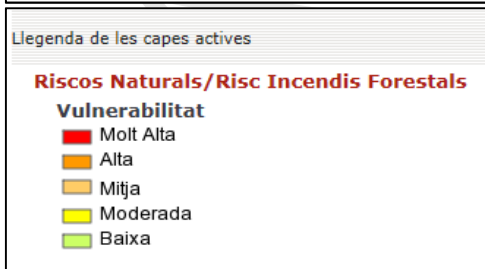 Llegenda de les capes actives
Riscos Naturals/Risc Incendis Forestals
Vulnerabilitat
Molt Alta
Alta
Mitja
Moderada
Baixa